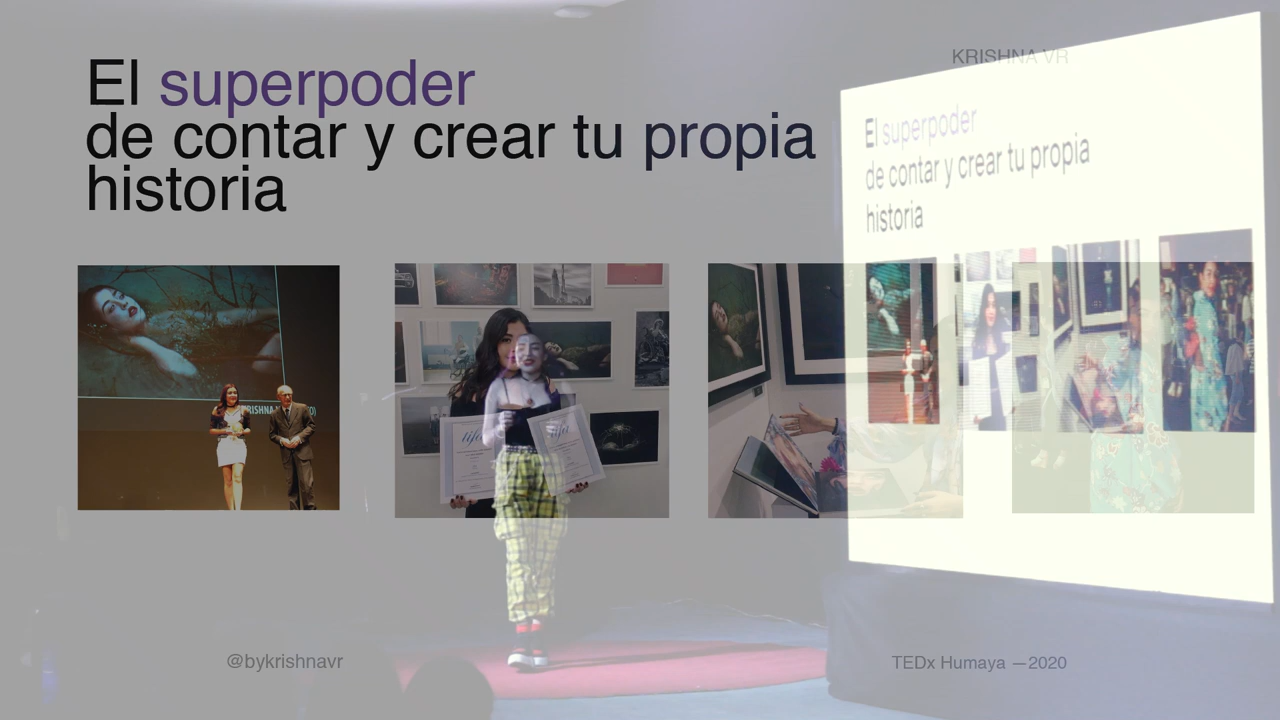 El superpoder
de contar y crear tu propia
historia
KRISHNA VR
El superpoder
de contar y crear tu propia
historia
@bykrishnavr
TEDx Humaya —2020